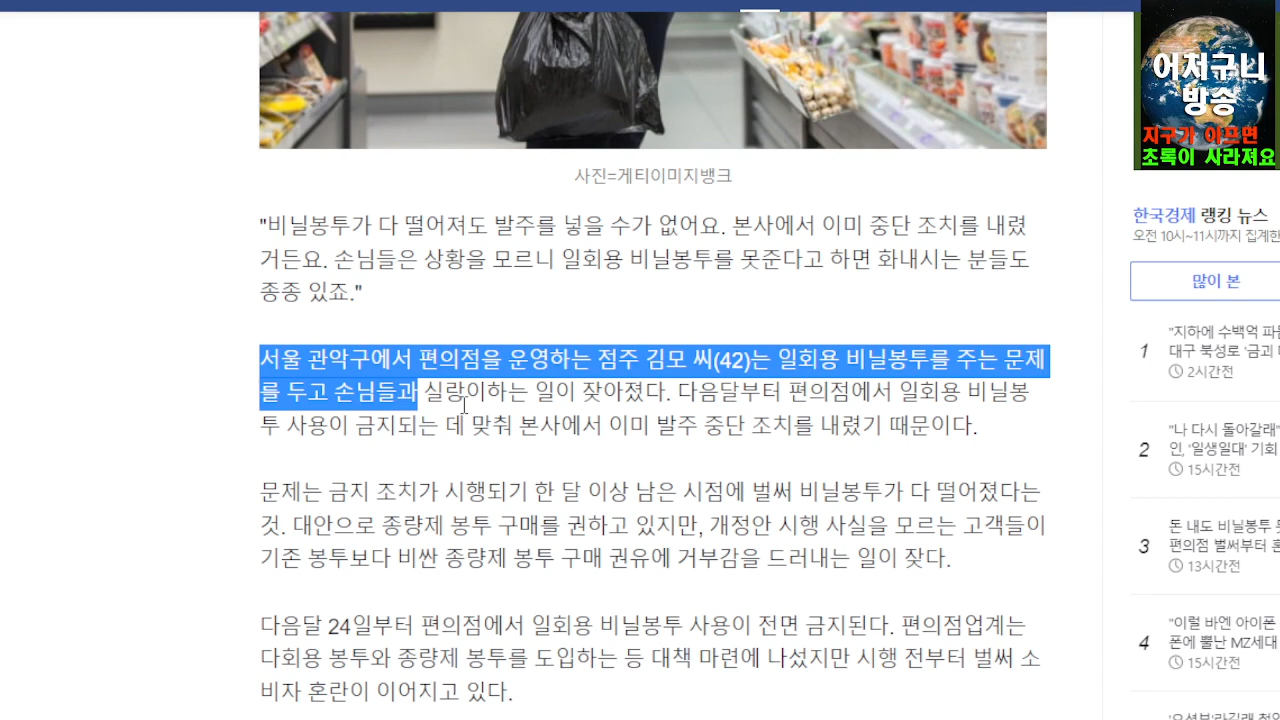 어저구니
방송
지구가 아프면
초록이 사라져요
사진=게티이미지뱅크
"비닐봉투가 다 떨어져도 발주를 넣을 수가 없어요. 본사에서 이미 중단 조치를 내렸
거든요. 손님들은 상황을 모르니 일회용 비닐봉투를 못준다고 하면 화내시는 분들도
종종 있죠."
서울 관악구에서 편의점을 운영하는 점주 김모 씨(42)는 일회용 비닐봉투를 주는 문제
를 두고 손님들과 실랑이하는 일이 잦아졌다. 다음달부터 편의점에서 일회용 비닐봉
투 사용이 금지되는 데 맞춰 본사에서 이미 발주 중단 조치를 내렸기 때문이다.
문제는 금지 조치가 시행되기 한 달 이상 남은 시점에 벌써 비닐봉투가 다 떨어졌다는
것. 대안으로 종량제 봉투 구매를 권하고 있지만, 개정안 시행 사실을 모르는 고객들이
기존 봉투보다 비싼 종량제 봉투 구매 권유에 거부감을 드러내는 일이 잦다.
다음달 24일부터 편의점에서 일회용 비닐봉투 사용이 전면 금지된다. 편의점업계는
다회용 봉투와 종량제 봉투를 도입하는 등 대책 마련에 나섰지만 시행 전부터 벌써 소
비자 혼란이 이어지고 있다.
한국경제 랭킹 뉴스
오전 10시~11시까지 집계한
많이 본
1 "지하에 수백억
대구 북성로 '금괴
2시간전
2 "나 다시 돌아갈래"
인, '일생일대' 기회
15시간전
3 돈 내도 비닐봉투
편의점 벌써부터
13시간전
4 "이럴 바엔 아이폰
폰에 뿔난 MZ세대
15시간전